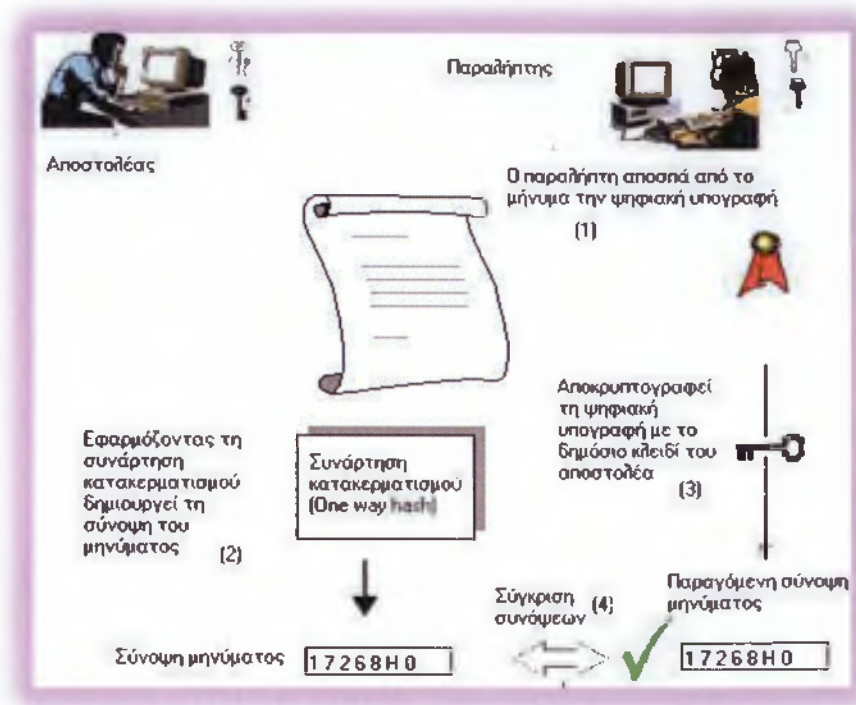 Παραλήπτης
Αποστολέας
Ο παραλήπτη αποσπά από το
μήνυμα την ψηφιακή υπογραφή
(1)
Αποκρυπτογραφεί
τη ψηφιακή
υπογραφή με το
δημόσιο κλειδί του
αποστολέα
(3)
Εφαρμόζοντας τη
συνάρτηση
κατακερματισμού
δημιουργεί τη
σύνοψη του
μηνύματος (2)
Συνάρτηση
κατακερματισμού
(One way hash)
Σύγκριση (4)
συνόψεων
Παραγόμενη σύνοψη
μηνύματος
Σύνοψη μηνύματος 17268H0
17268H0